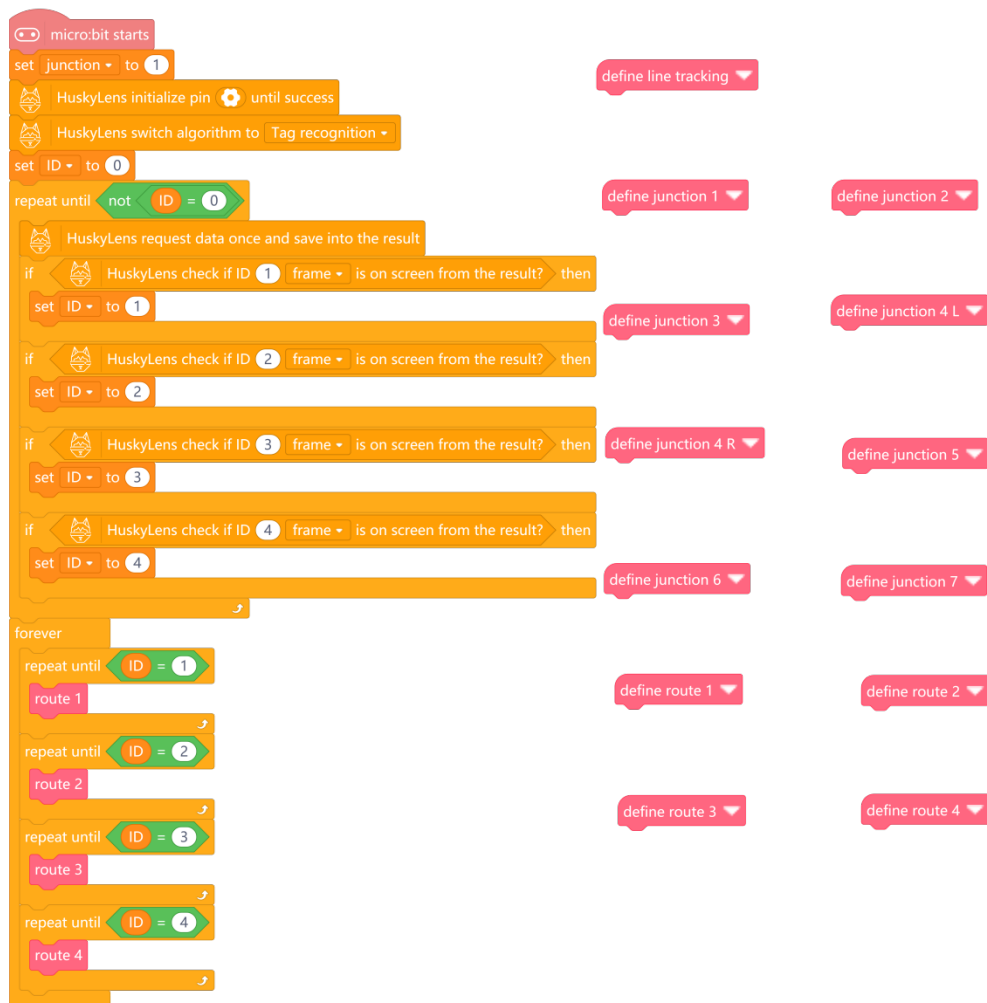 micro:bit starts
set junction to 1
HuskyLens initialize pin until success
HuskyLens switch algorithm to Tag recognition
set ID to 0
repeat until not ID = 0
HuskyLens request data once and save into the result
if HuskyLens check if ID 1 frame is on screen from the result? then
set ID to 1
if HuskyLens check if ID 2 frame is on screen from the result? then
set ID to 2
if HuskyLens check if ID 3 frame is on screen from the result? then
set ID to 3
if HuskyLens check if ID 4 frame is on screen from the result? then
set ID to 4
forever
repeat until ID = 1
route 1
repeat until ID = 2
route 2
repeat until ID = 3
route 3
repeat until ID = 4
route 4
define line tracking
define junction 1
define junction 2
define junction 3
define junction 4 L
define junction 4 R
define junction 5
define junction 6
define junction 7
define route 1
define route 2
define route 3
define route 4